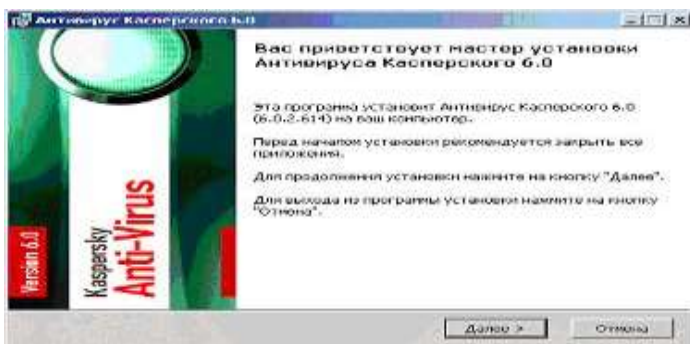 Антивирус Касперского 6.0
Вас приветствует мастер установки
Антивируса Касперского 6.0
Эта программа установит Антивирус Касперского 6.0
(6.0.2.614) на ваш компьютер.
Перед началом установки рекомендуется закрыть все
приложения.
Для продолжения установки нажмите на кнопку "Далее".
Для выхода из программы установки нажмите на кнопку
"Отмена".
Version 6.0
Kaspersky
Anti-Virus
Далее >
Отмена